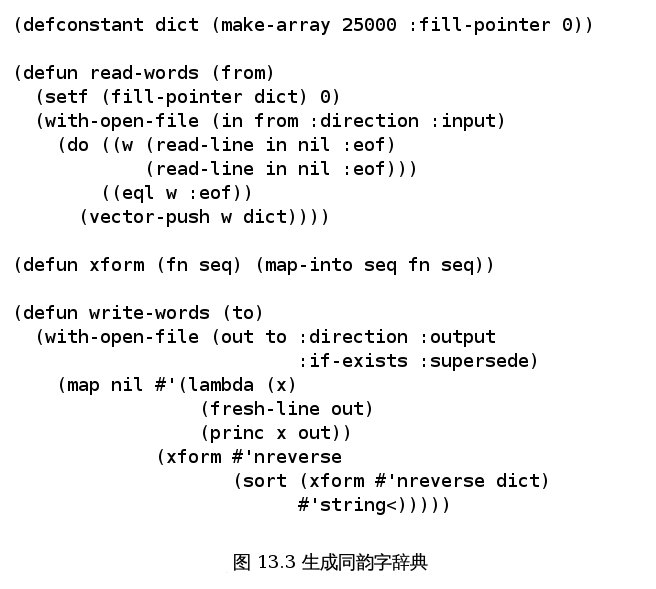 (defconstant dict (make-array 25000 :fill-pointer 0))

(defun read-words (from)
  (setf (fill-pointer dict) 0)
  (with-open-file (in from :direction :input)
    (do ((w (read-line in nil :eof)
            (read-line in nil :eof)))
        ((eql w :eof))
      (vector-push w dict))))

(defun xform (fn seq) (map-into seq fn seq))

(defun write-words (to)
  (with-open-file (out to :direction :output
                          :if-exists :supersede)
    (map nil #'(lambda (x)
                 (fresh-line out)
                 (princ x out))
             (xform #'nreverse
                    (sort (xform #'nreverse dict)
                          #'string<)))))

图 13.3 生成同韵字辞典